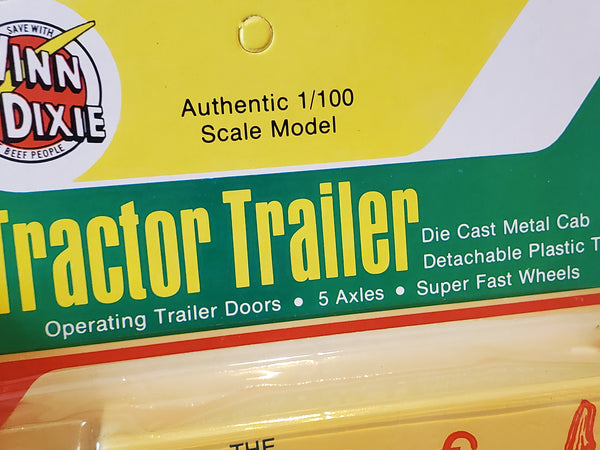 SAVE WITH
WINN
DIXIE
BEEF PEOPLE
Authentic 1/100
Scale Model
Tractor Trailer
Die Cast Metal Cab
Detachable Plastic T
Operating Trailer Doors • 5 Axles • Super Fast Wheels
THE